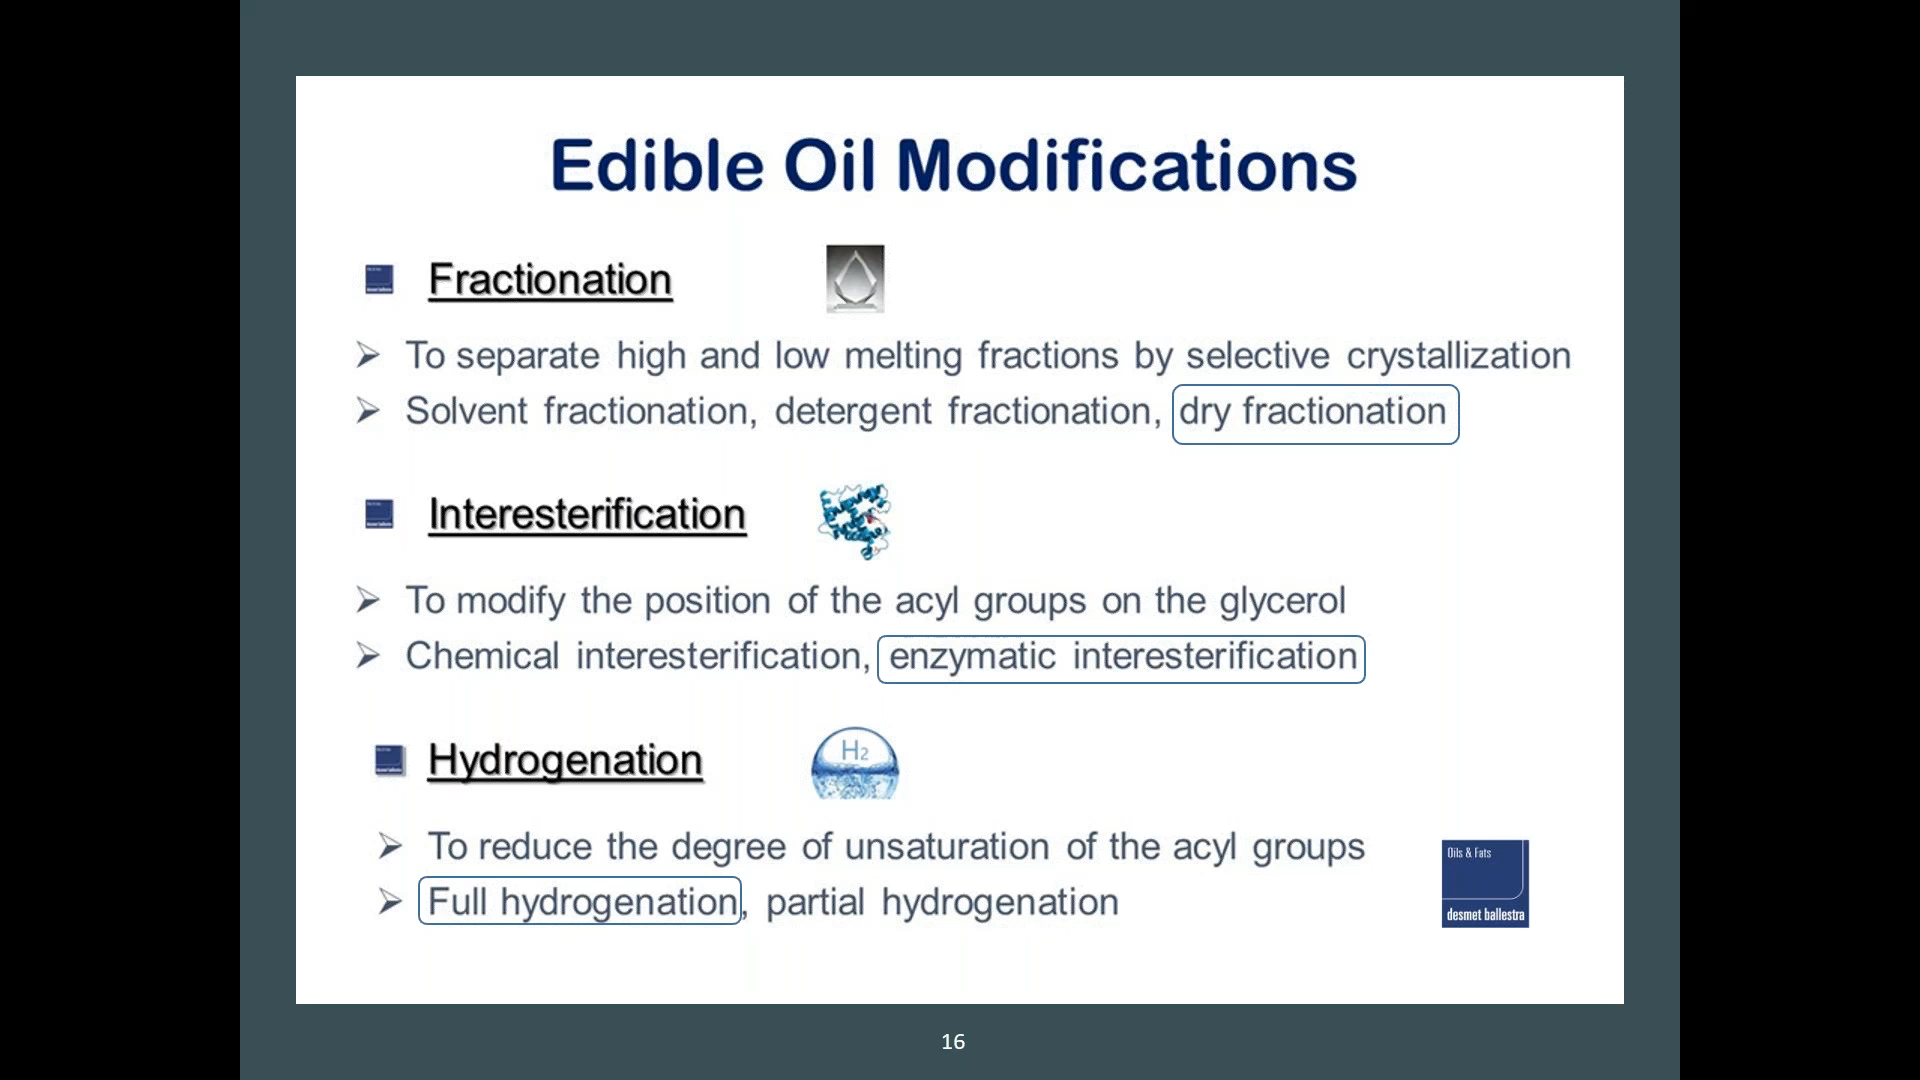 Edible Oil Modifications
Fractionation
To separate high and low melting fractions by selective crystallization
Solvent fractionation, detergent fractionation, dry fractionation
Interesterification
To modify the position of the acyl groups on the glycerol
Chemical interesterification, enzymatic interesterification
Hydrogenation
H2
To reduce the degree of unsaturation of the acyl groups
Full hydrogenation, partial hydrogenation
Oils & Fats
desmet ballestra
16